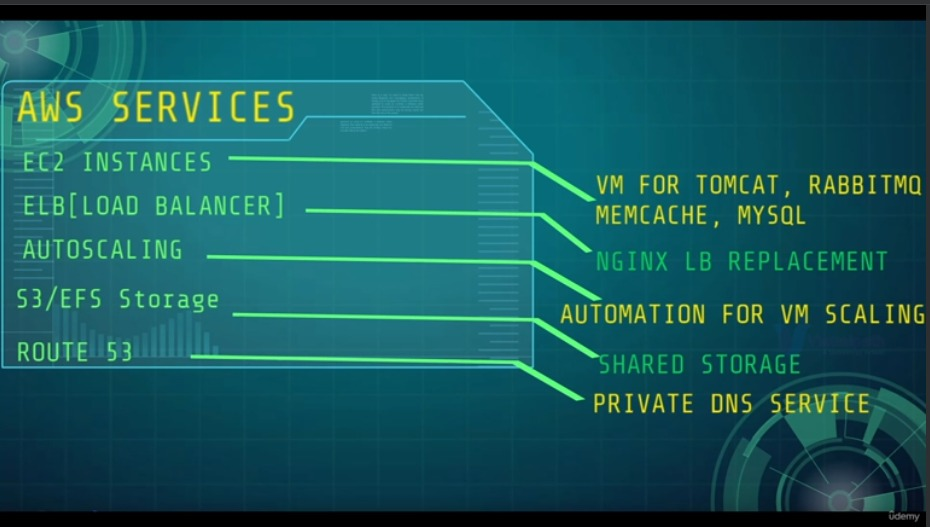 AWS SERVICES
EC2 INSTANCES
ELB[LOAD BALANCER]
AUTOSCALING
S3/EFS Storage
ROUTE 53
VM FOR TOMCAT, RABBITMQ
MEMCACHE, MYSQL
NGINX LB REPLACEMENT
AUTOMATION FOR VM SCALING
SHARED STORAGE
PRIVATE DNS SERVICE
ûdemy